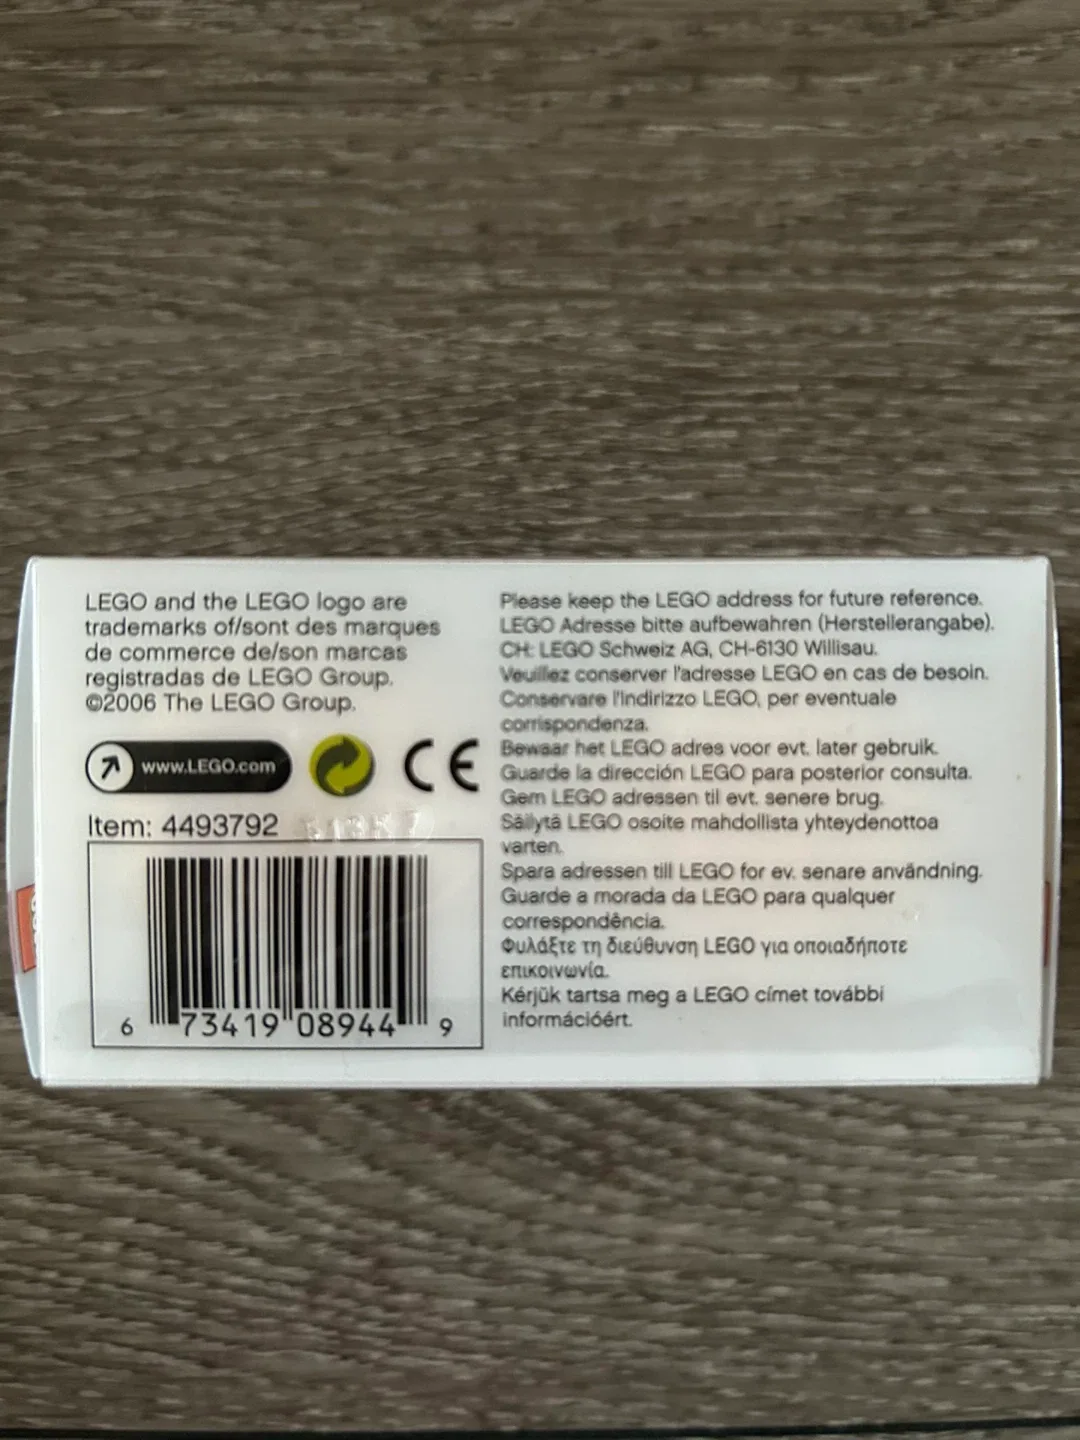 LEGO and the LEGO logo are
trademarks of/sont des marques
de commerce de/son marcas
registradas de LEGO Group.
©2006 The LEGO Group.
www.LEGO.com
CE
Item: 4493792
6 73419 08944 9
Please keep the LEGO address for future reference.
LEGO Adresse bitte aufbewahren (Herstellerangabe).
CH: LEGO Schweiz AG, CH-6130 Willisau.
Veuillez conserver l'adresse LEGO en cas de besoin.
Conservare l'indirizzo LEGO, per eventuale
corrispondenza.
Bewaar het LEGO adres voor evt. later gebruik.
Guarde la dirección LEGO para posterior consulta.
Gem LEGO adressen til evt. senere brug.
Säilytä LEGO osoite mahdollista yhteydenottoa
varten.
Spara adressen till LEGO for ev. senare användning.
Guarde a morada da LEGO para qualquer
correspondência.
Φυλάξτε τη διεύθυνση LEGO για οποιαδήποτε
επικοινωνία.
Kérjük tartsa meg a LEGO címet további
információért.